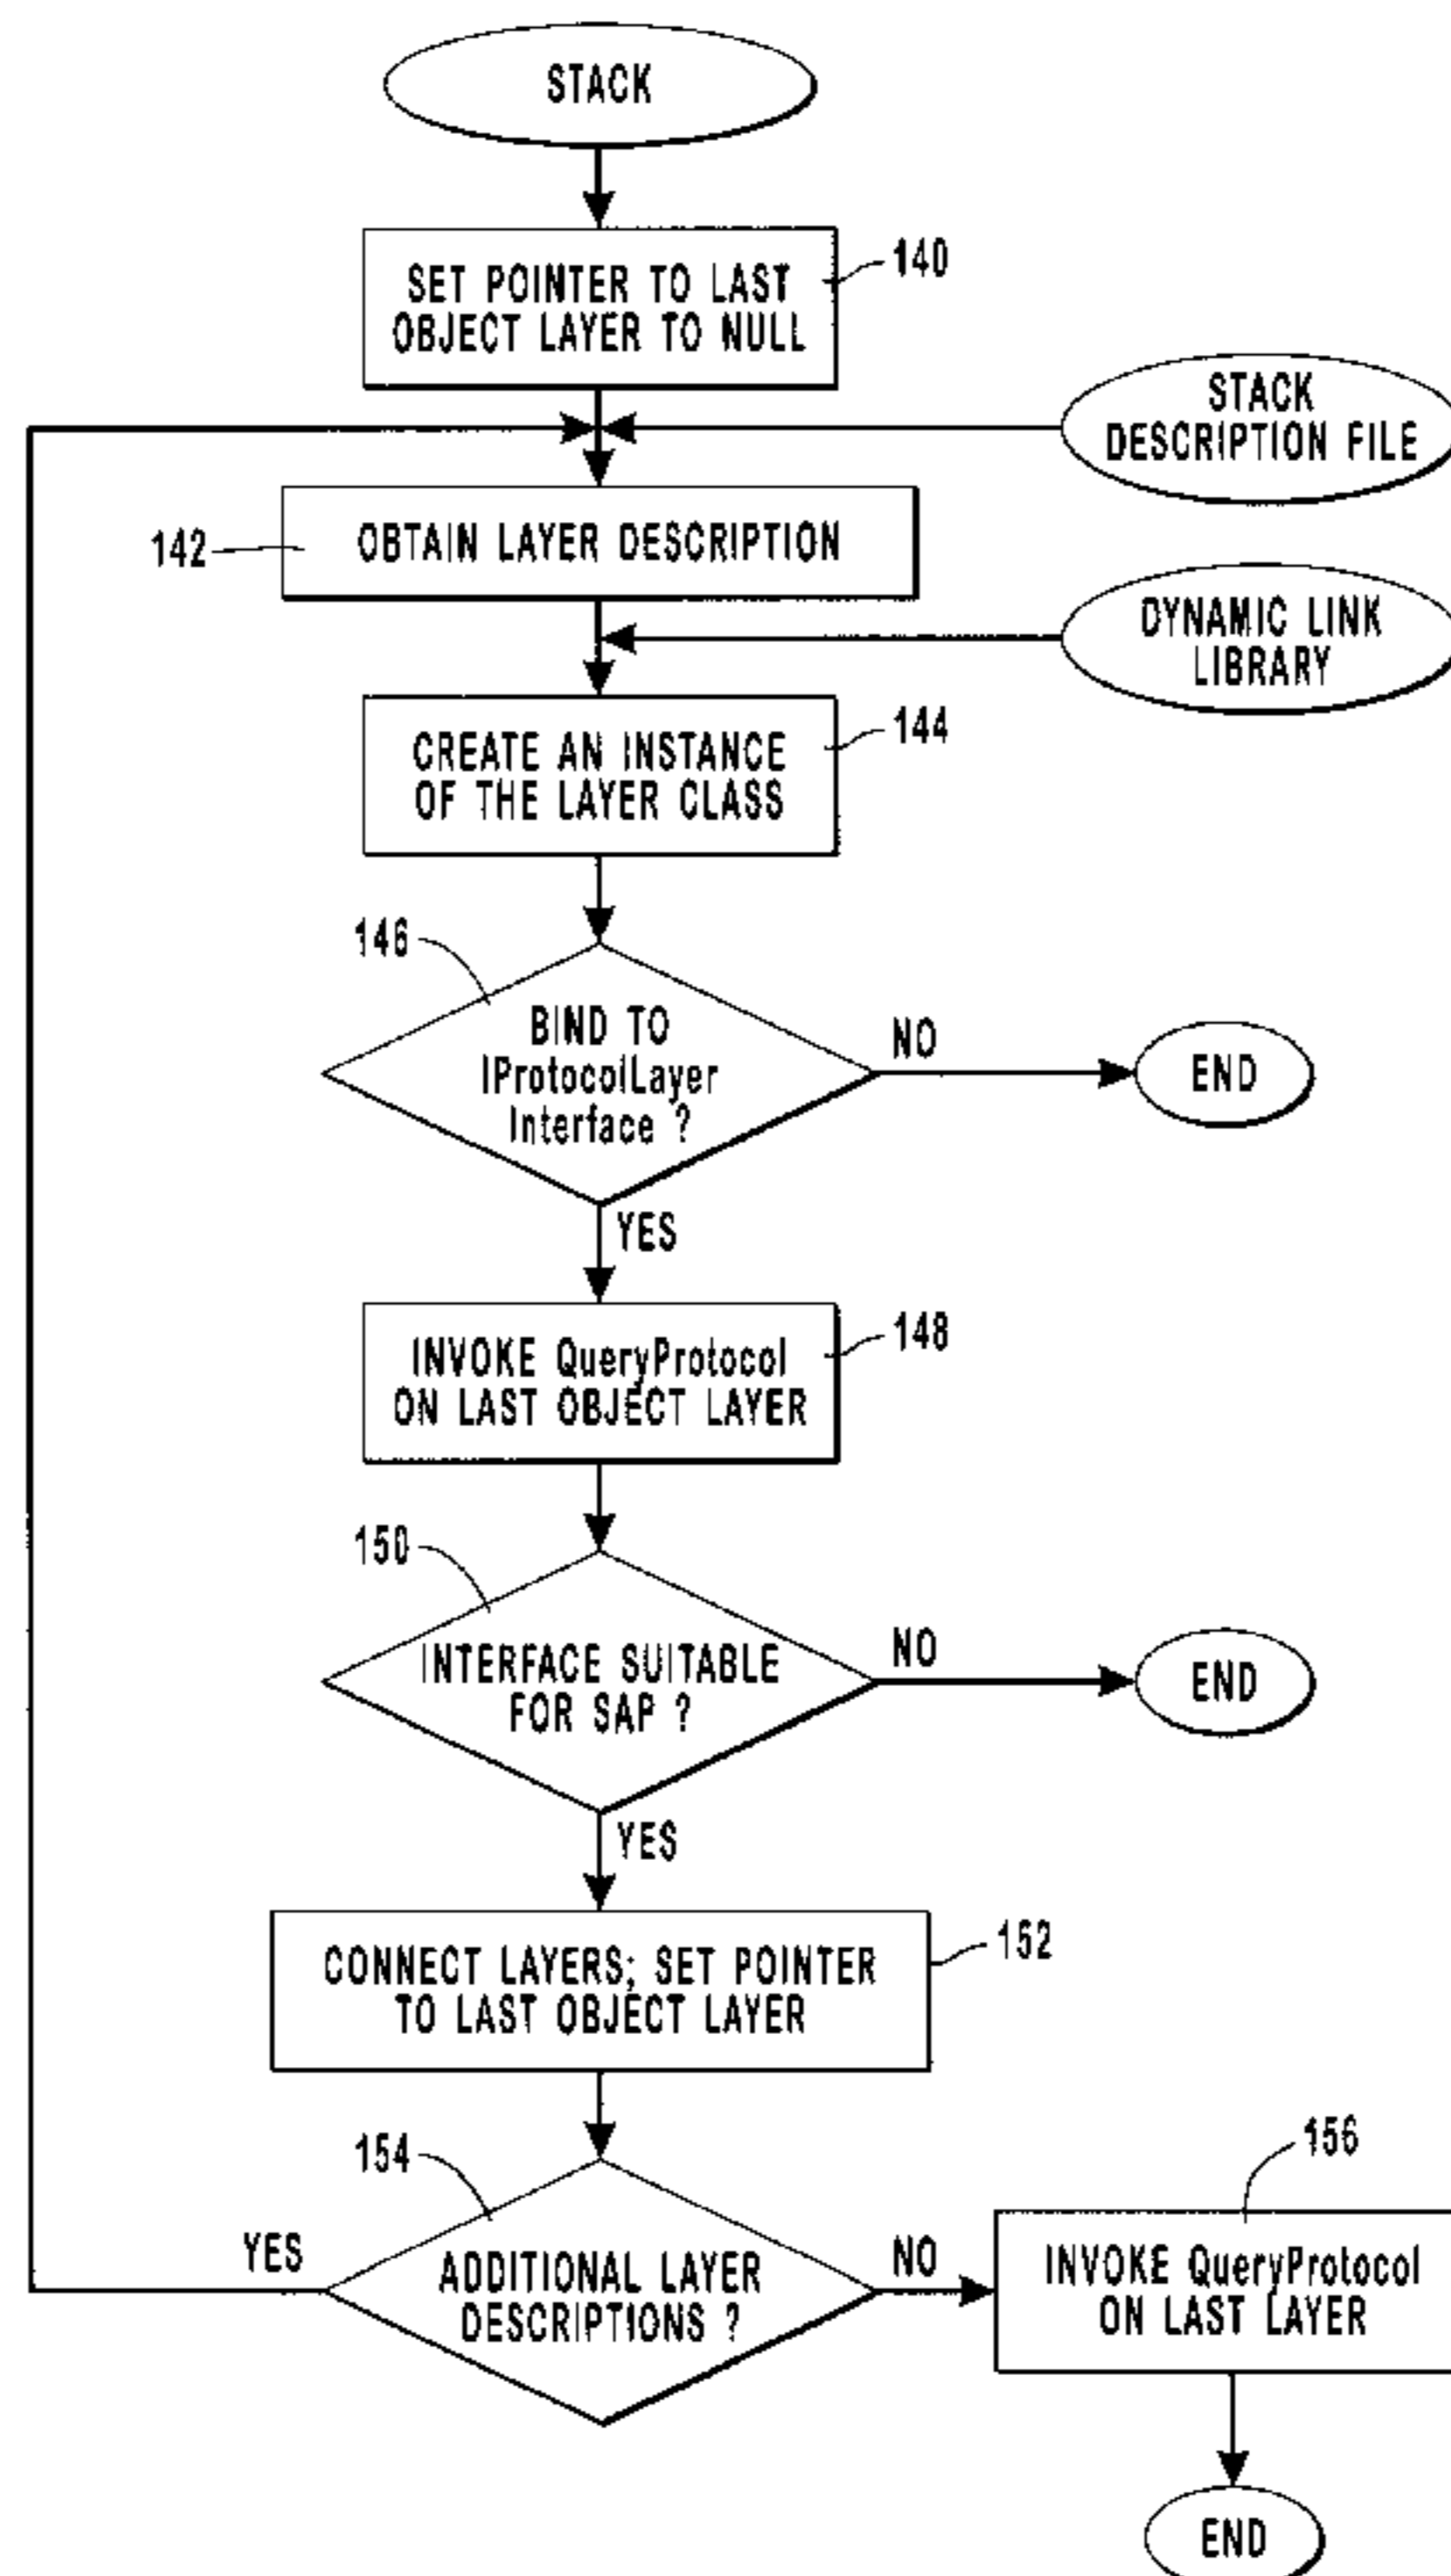 STACK
SET POINTER TO LAST
OBJECT LAYER TO NULL
140
STACK
DESCRIPTION FILE
142
OBTAIN LAYER DESCRIPTION
DYNAMIC LINK
LIBRARY
CREATE AN INSTANCE
OF THE LAYER CLASS
144
146
BIND TO
IProtocolLayer
Interface ?
NO
END
YES
INVOKE QueryProtocol
ON LAST OBJECT LAYER
148
150
INTERFACE SUITABLE
FOR SAP ?
NO
END
YES
CONNECT LAYERS; SET POINTER
TO LAST OBJECT LAYER
152
154
YES
ADDITIONAL LAYER
DESCRIPTIONS ?
NO
156
INVOKE QueryProtocol
ON LAST LAYER
END